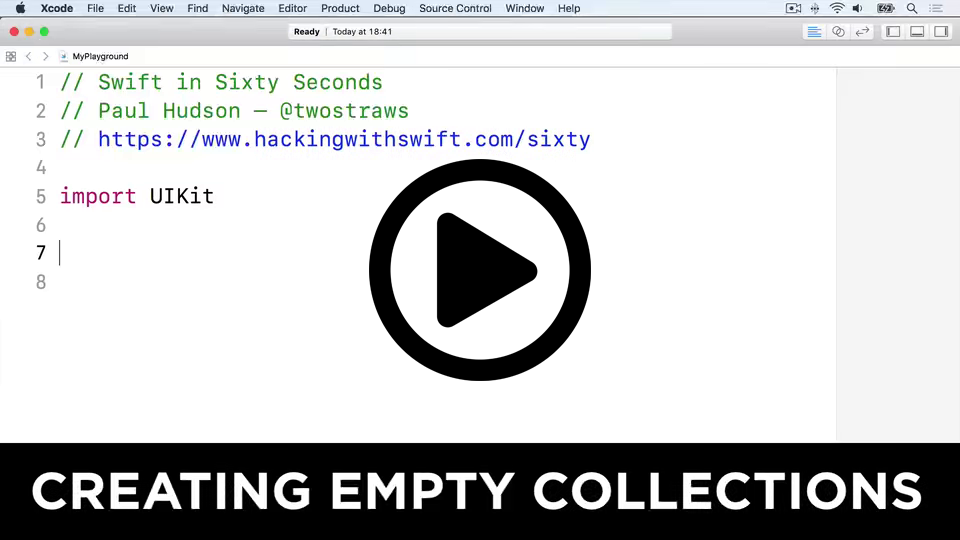 Xcode File Edit View Find Navigate Editor Product Debug Source Control Window Help
Ready | Today at 18:41
MyPlayground
1 // Swift in Sixty Seconds
2 // Paul Hudson — @twostraws
3 // https://www.hackingwithswift.com/sixty
4
5 import UIKit
6
7
8
CREATING EMPTY COLLECTIONS